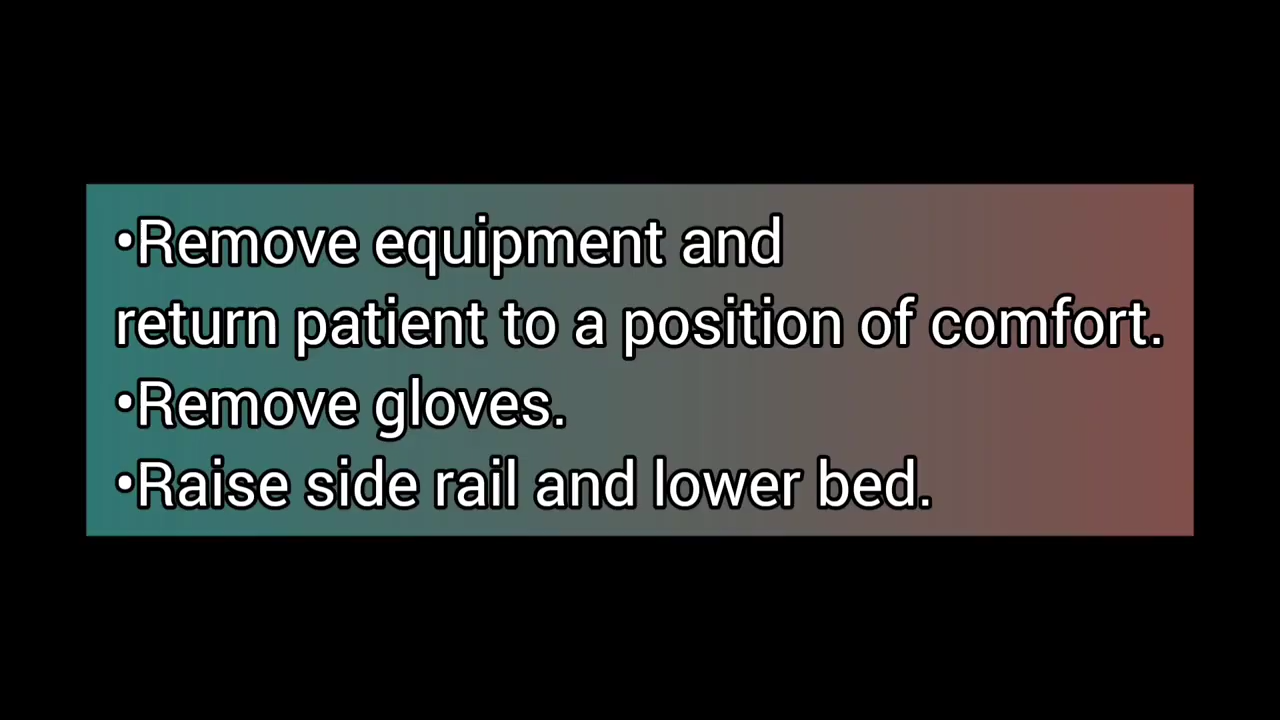 •Remove equipment and
return patient to a position of comfort.
•Remove gloves.
•Raise side rail and lower bed.